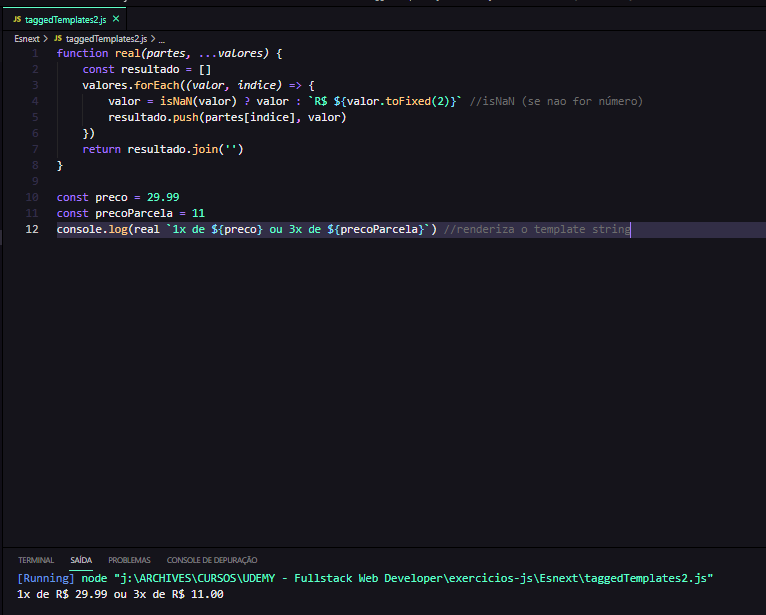 JS taggedTemplates2.js ×
Esnext > JS taggedTemplates2.js > ...
1 function real(partes, ...valores) {
2     const resultado = []
3     valores.forEach((valor, indice) => {
4         valor = isNaN(valor) ? valor : `R$ ${valor.toFixed(2)}` //isNaN (se nao for número)
5         resultado.push(partes[indice], valor)
6     })
7     return resultado.join('')
8 }
9
10 const preco = 29.99
11 const precoParcela = 11
12 console.log(real `1x de ${preco} ou 3x de ${precoParcela}`) //renderiza o template string
TERMINAL SAÍDA PROBLEMAS CONSOLE DE DEPURAÇÃO
[Running] node "j:\ARCHIVES\CURSOS\UDEMY - Fullstack Web Developer\exercicios-js\Esnext\taggedTemplates2.js"
1x de R$ 29.99 ou 3x de R$ 11.00